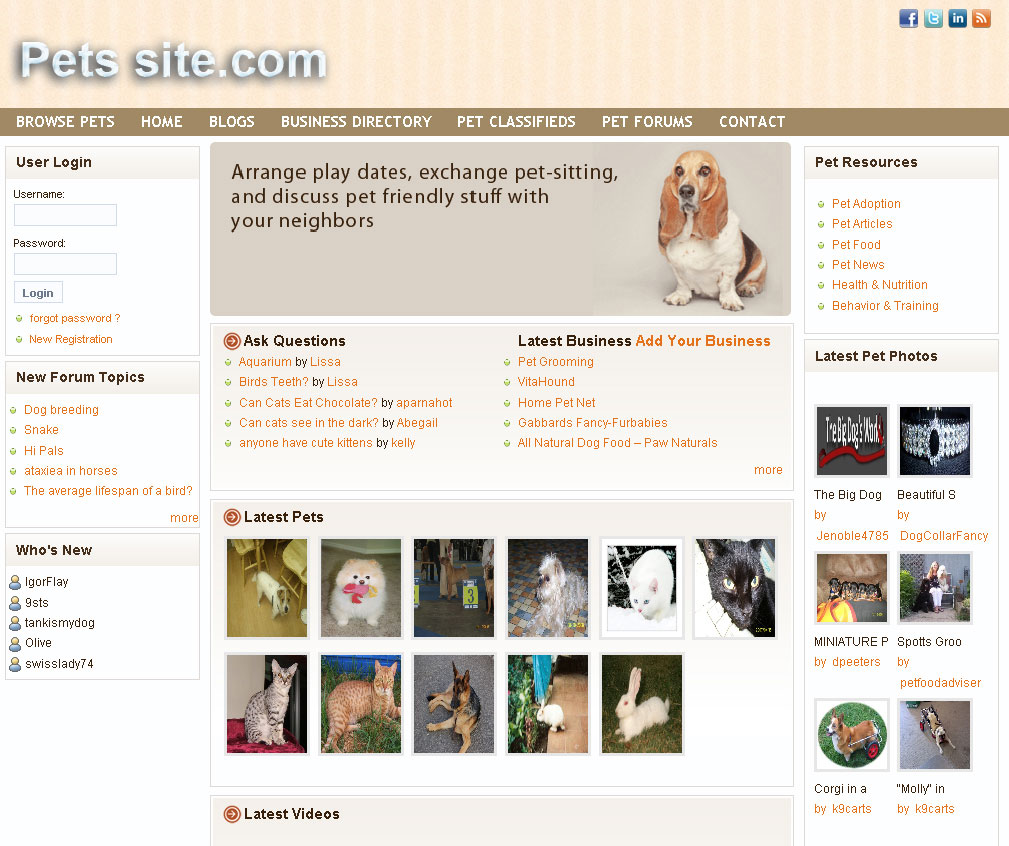 Pets site.com
BROWSE PETS HOME BLOGS BUSINESS DIRECTORY PET CLASSIFIEDS PET FORUMS CONTACT
User Login
Username:
Password:
Login
forgot password ?
New Registration
New Forum Topics
Dog breeding
Snake
Hi Pals
ataxiea in horses
The average lifespan of a bird?
more
Who's New
IgorFlay
9sts
tankismydog
Olive
swisslady74
Arrange play dates, exchange pet-sitting,
and discuss pet friendly stuff with
your neighbors
Ask Questions
Aquarium by Lissa
Birds Teeth? by Lissa
Can Cats Eat Chocolate? by aparnahot
Can cats see in the dark? by Abegail
anyone have cute kittens by kelly
Latest Business Add Your Business
Pet Grooming
VitaHound
Home Pet Net
Gabbards Fancy-Furbabies
All Natural Dog Food – Paw Naturals
more
Latest Pets
3
Latest Videos
Pet Resources
Pet Adoption
Pet Articles
Pet Food
Pet News
Health & Nutrition
Behavior & Training
Latest Pet Photos
The Big Dog's
The Big Dog
by
Jenoble4785
Beautiful S
by
DogCollarFancy
MINIATURE P
by dpeeters
Spotts Groo
by
petfoodadviser
Corgi in a
by k9carts
"Molly" in
by k9carts